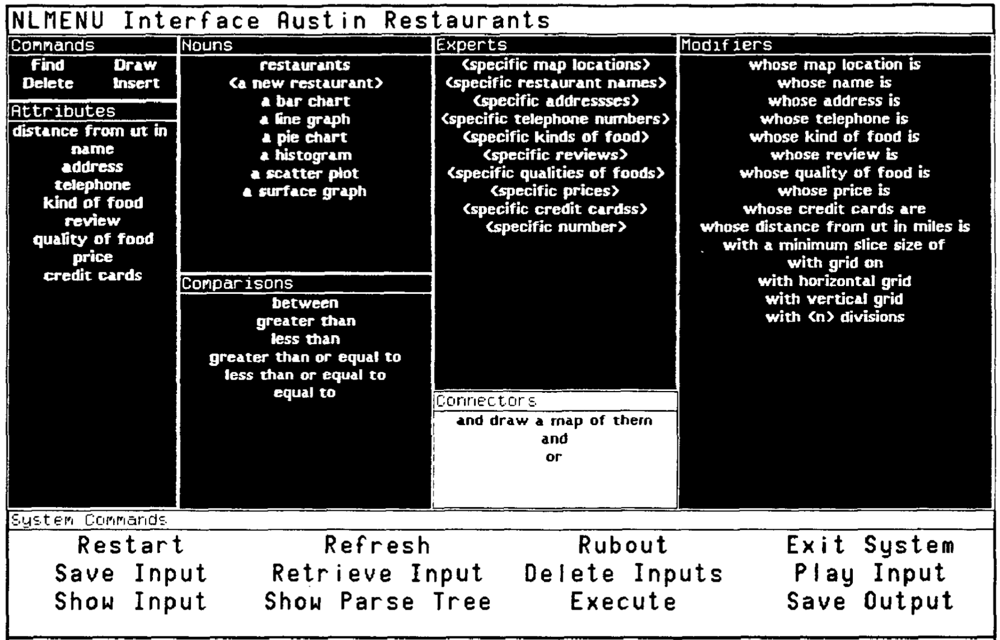 NLMENU Interface Austin Restaurants
Commands
Find Draw
Delete Insert
Attributes
distance from ut in
name
address
telephone
kind of food
review
quality of food
price
credit cards
Nouns
restaurants
<a new restaurant>
a bar chart
a line graph
a pie chart
a histogram
a scatter plot
a surface graph
Comparisons
between
greater than
less than
greater than or equal to
less than or equal to
equal to
Experts
<specific map locations>
<specific restaurant names>
<specific addressses>
<specific telephone numbers>
<specific kinds of food>
<specific reviews>
<specific qualities of foods>
<specific prices>
<specific credit cardss>
<specific number>
Connectors
and draw a map of them
and
or
Modifiers
whose map location is
whose name is
whose address is
whose telephone is
whose kind of food is
whose review is
whose quality of food is
whose price is
whose credit cards are
whose distance from ut in miles is
with a minimum slice size of
with grid on
with horizontal grid
with vertical grid
with <n> divisions
System Commands
Restart Refresh Rubout Exit System
Save Input Retrieve Input Delete Inputs Play Input
Show Input Show Parse Tree Execute Save Output